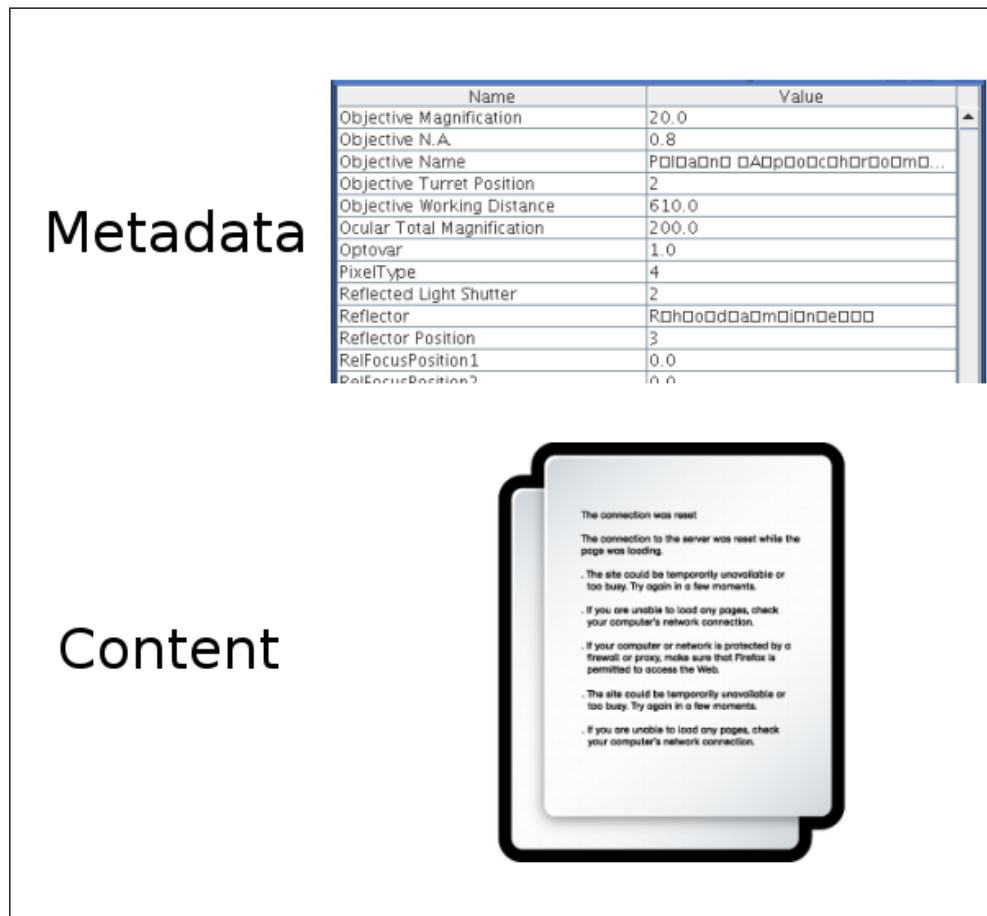 Name Value
Objective Magnification 20.0
Objective N.A. 0.8
Objective Name P□l□a□n□ □A□p□o□c□h□r□o□m□...
Objective Turret Position 2
Objective Working Distance 610.0
Metadata
Ocular Total Magnification 200.0
Optovar 1.0
PixelType 4
Reflected Light Shutter 2
Reflector R□h□o□d□a□m□i□n□e□□□
Reflector Position 3
RelFocusPosition1 0.0
RelFocusPosition2 0.0
The connection was reset
The connection to the server was reset while the
page was loading.
. The site could be temporarily unavailable or
too busy. Try again in a few moments.
. If you are unable to load any pages, check
your computer's network connection.
Content
. If your computer or network is protected by a
firewall or proxy, make sure that Firefox is
permitted to access the Web.
. The site could be temporarily unavailable or
too busy. Try again in a few moments.
. If you are unable to load any pages, check
your computer's network connection.